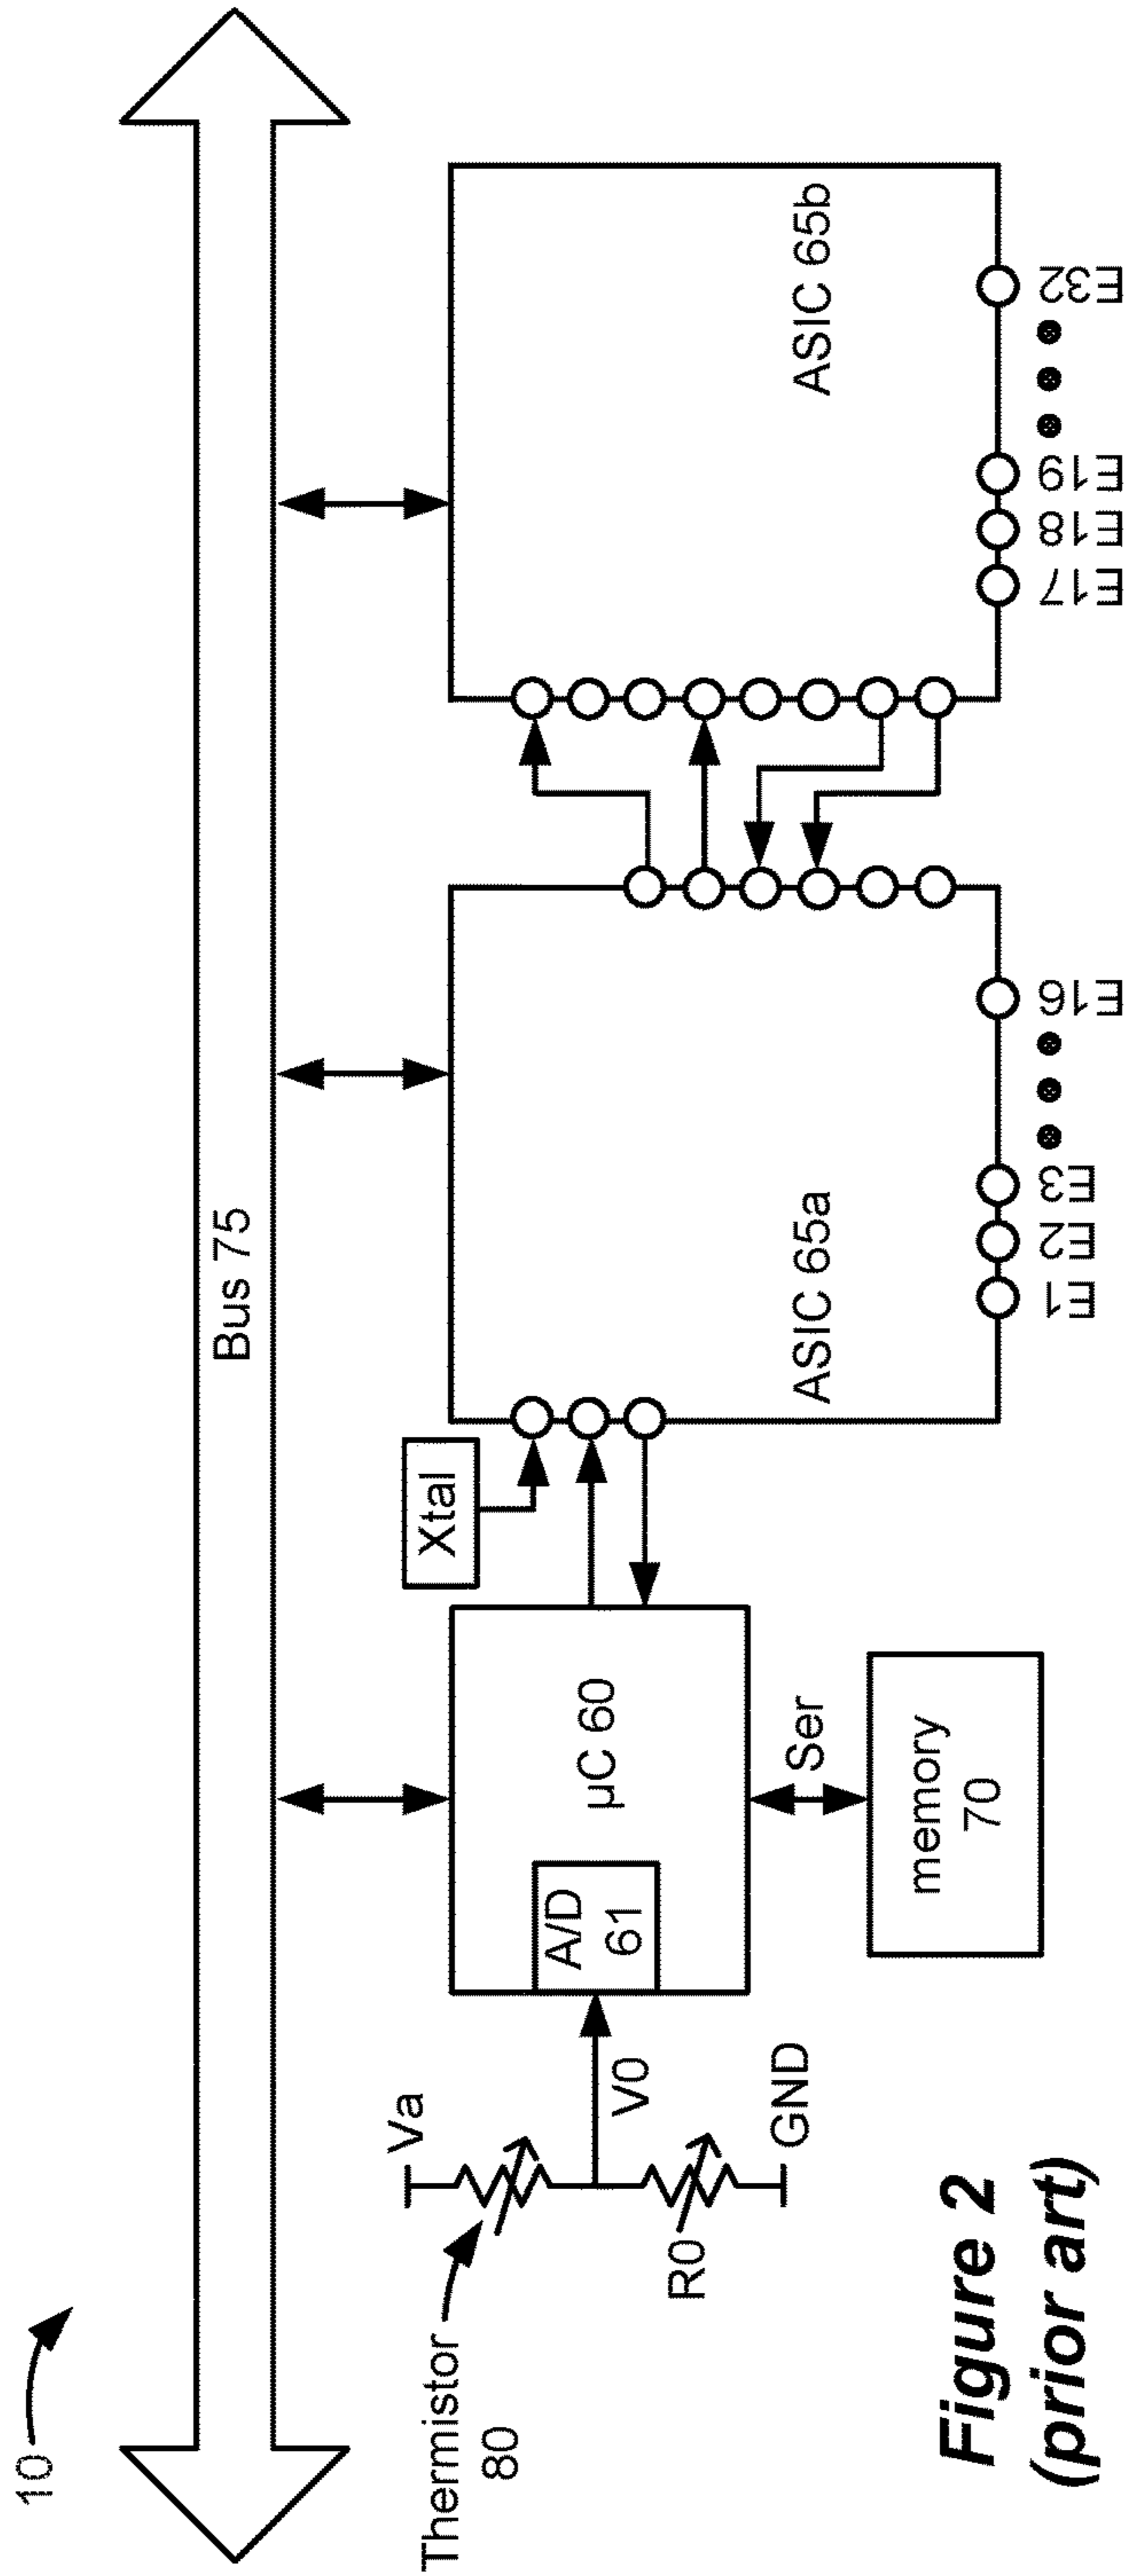 10
Bus 75
Thermistor
80
Va
V0
R0
GND
A/D
61
µC 60
Ser
memory
70
Xtal
ASIC 65a
E1
E2
E3
E16
ASIC 65b
E17
E18
E19
E32
Figure 2
(prior art)